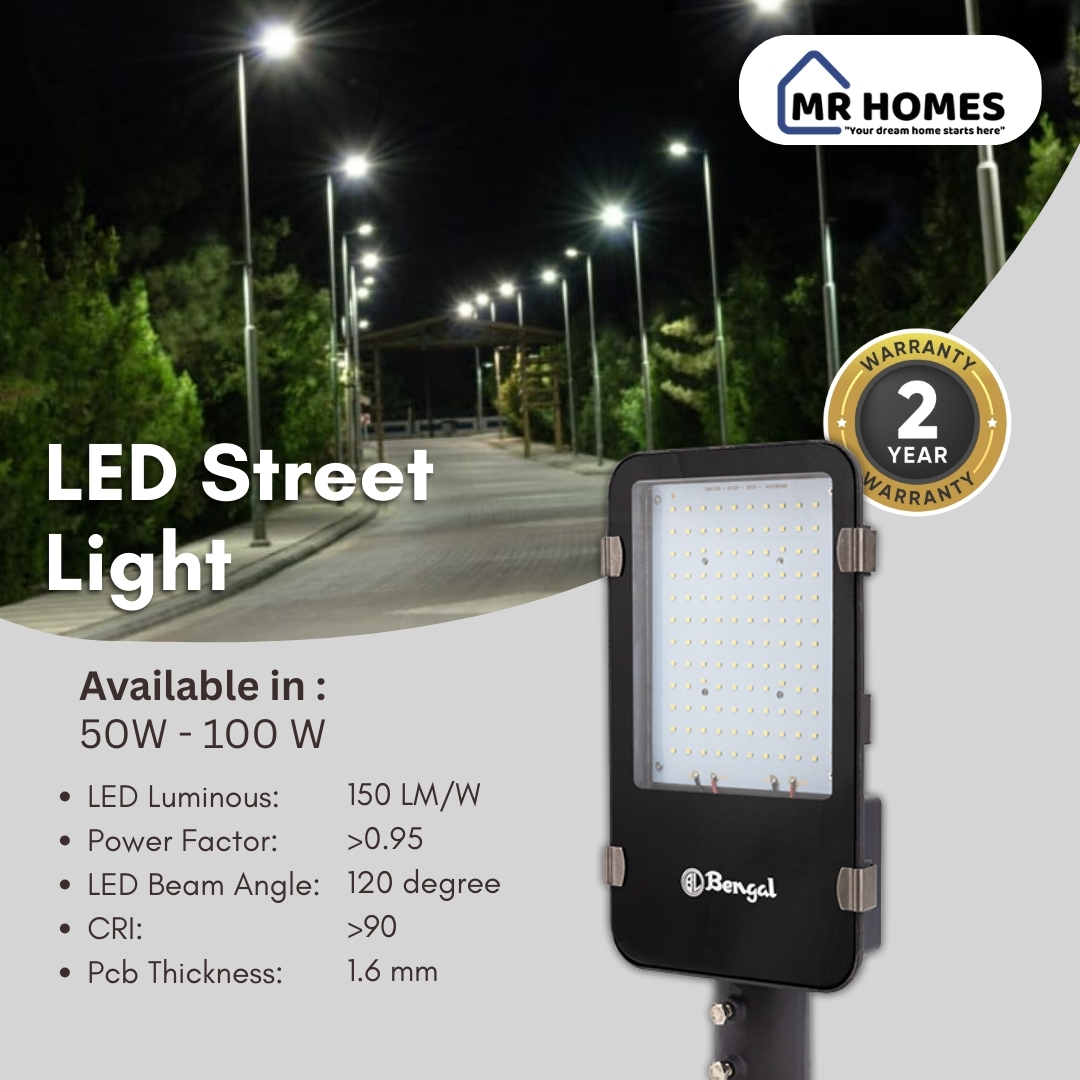 MR HOMES
"Your dream home starts here"
WARRANTY
2
YEAR
WARRANTY
LED Street
Light
Available in :
50W - 100 W
• LED Luminous: 150 LM/W
• Power Factor: >0.95
• LED Beam Angle: 120 degree
• CRI: >90
• Pcb Thickness: 1.6 mm
BL Bengal